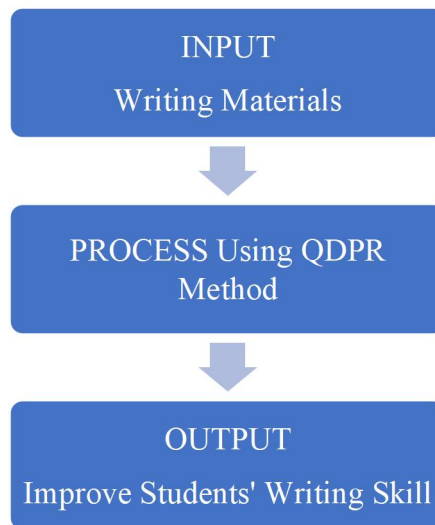 INPUT
Writing Materials
PROCESS Using QDPR
Method
OUTPUT
Improve Students' Writing Skill